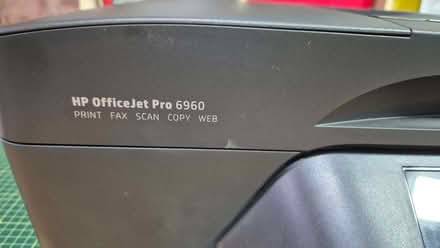 HP OfficeJet Pro 6960
PRINT FAX SCAN COPY WEB